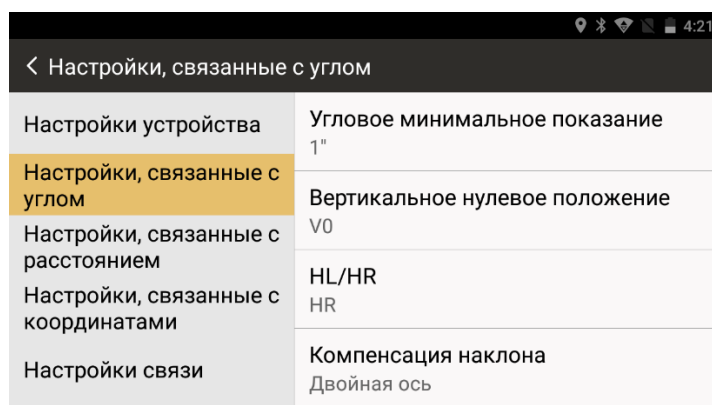 4:21
Настройки, связанные с углом
Настройки устройства
Настройки, связанные с
углом
Настройки, связанные с
расстоянием
Настройки, связанные с
координатами
Настройки связи
Угловое минимальное показание
1"
Вертикальное нулевое положение
V0
HL/HR
HR
Компенсация наклона
Двойная ось